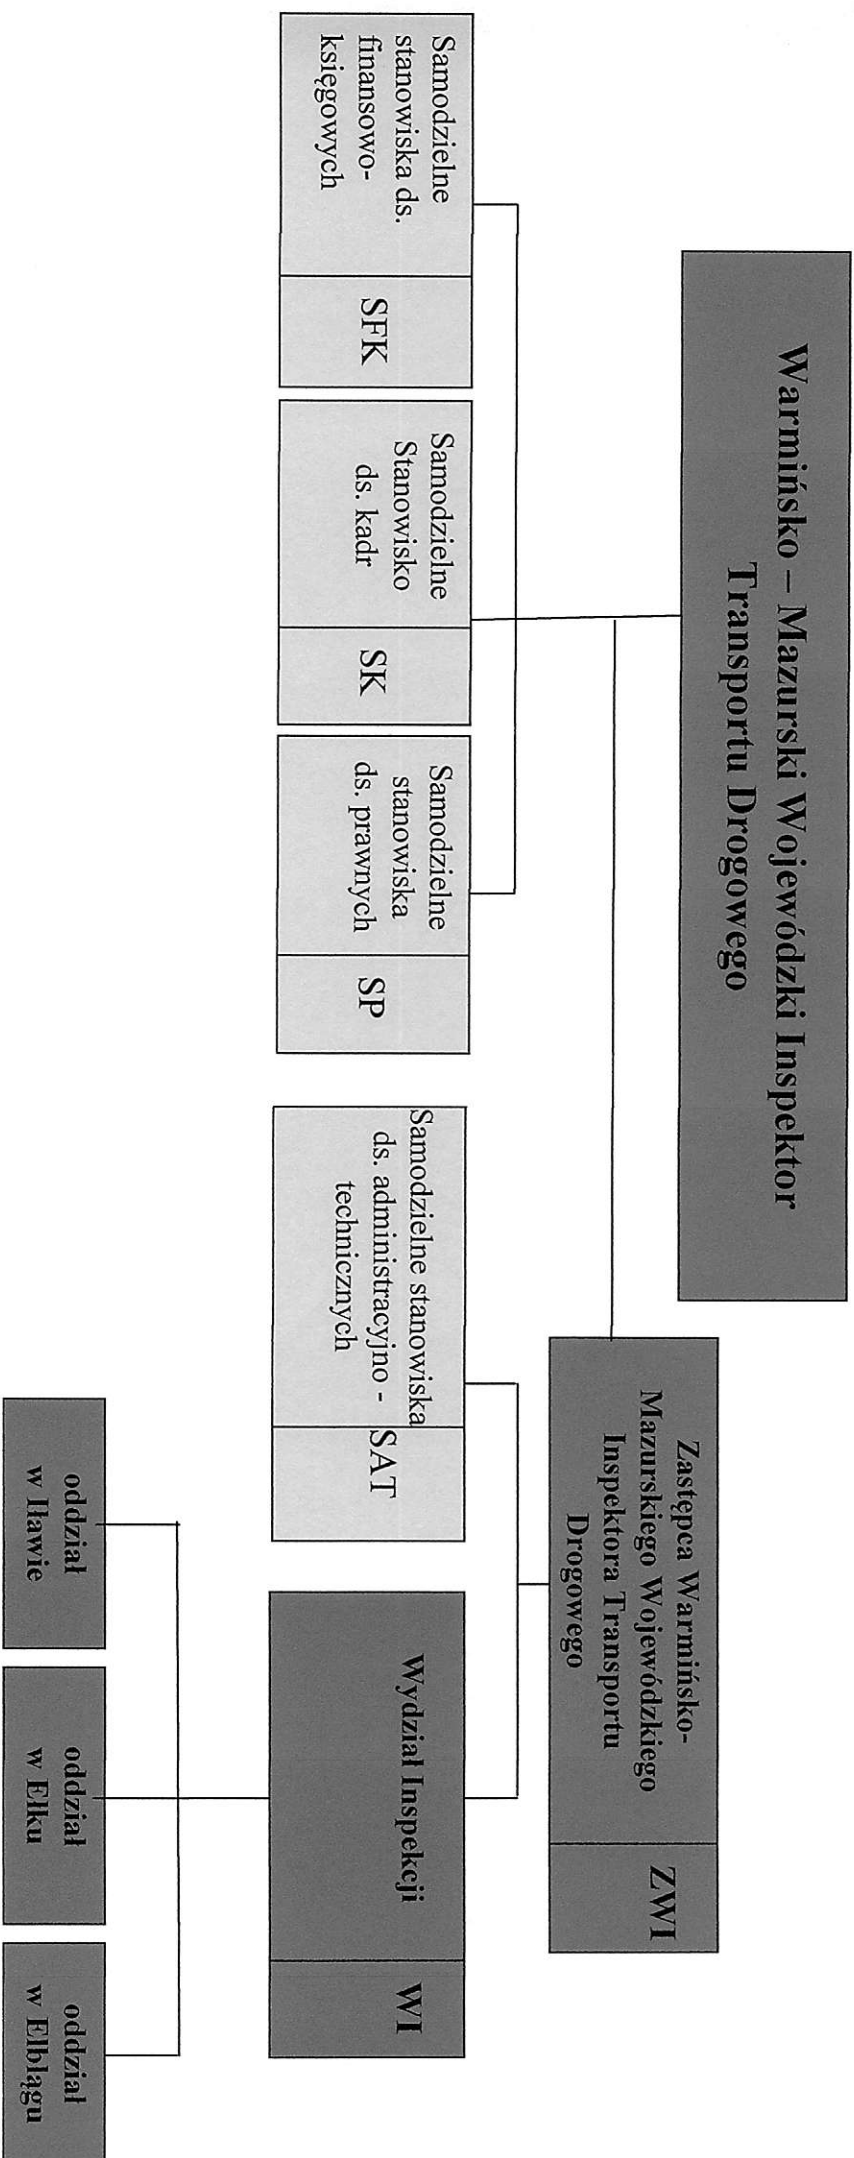 Warmińsko – Mazurski Wojewódzki Inspektor
Transportu Drogowego
Zastępca Warmińsko-
Mazurskiego Wojewódzkiego
Inspektora Transportu
Drogowego
ZWI
Samodzielne
stanowiska ds.
finansowo-
księgowych
SFK
Samodzielne
Stanowisko
ds. kadr
SK
Samodzielne
stanowiska
ds. prawnych
SP
Samodzielne stanowiska
ds. administracyjno -
technicznych
SAT
Wydział Inspekcji
WI
oddział
w Iławie
oddział
w Ełku
oddział
w Elblągu